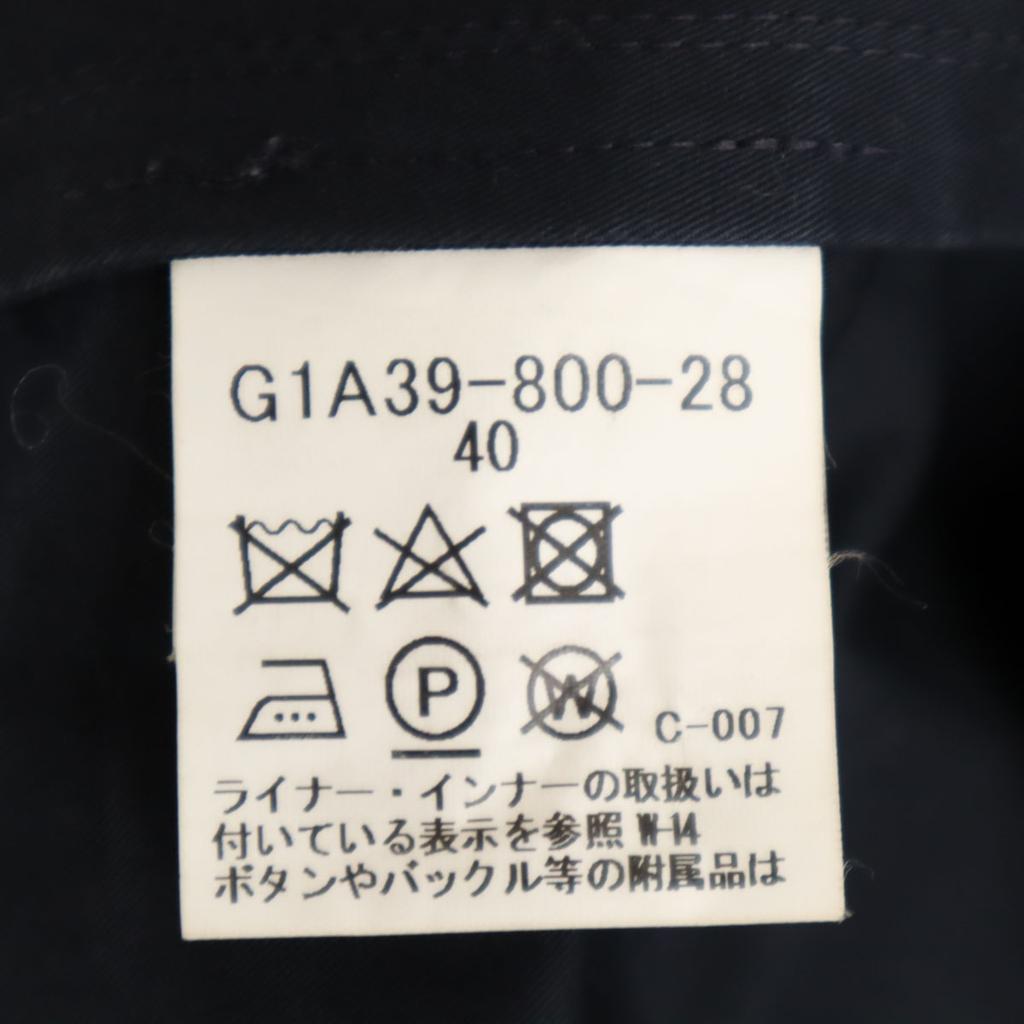 G1A39-800-28
40
P
W
C-007
ライナー・インナーの取扱いは
付いている表示を参照 W-14
ボタンやバックル等の附属品は